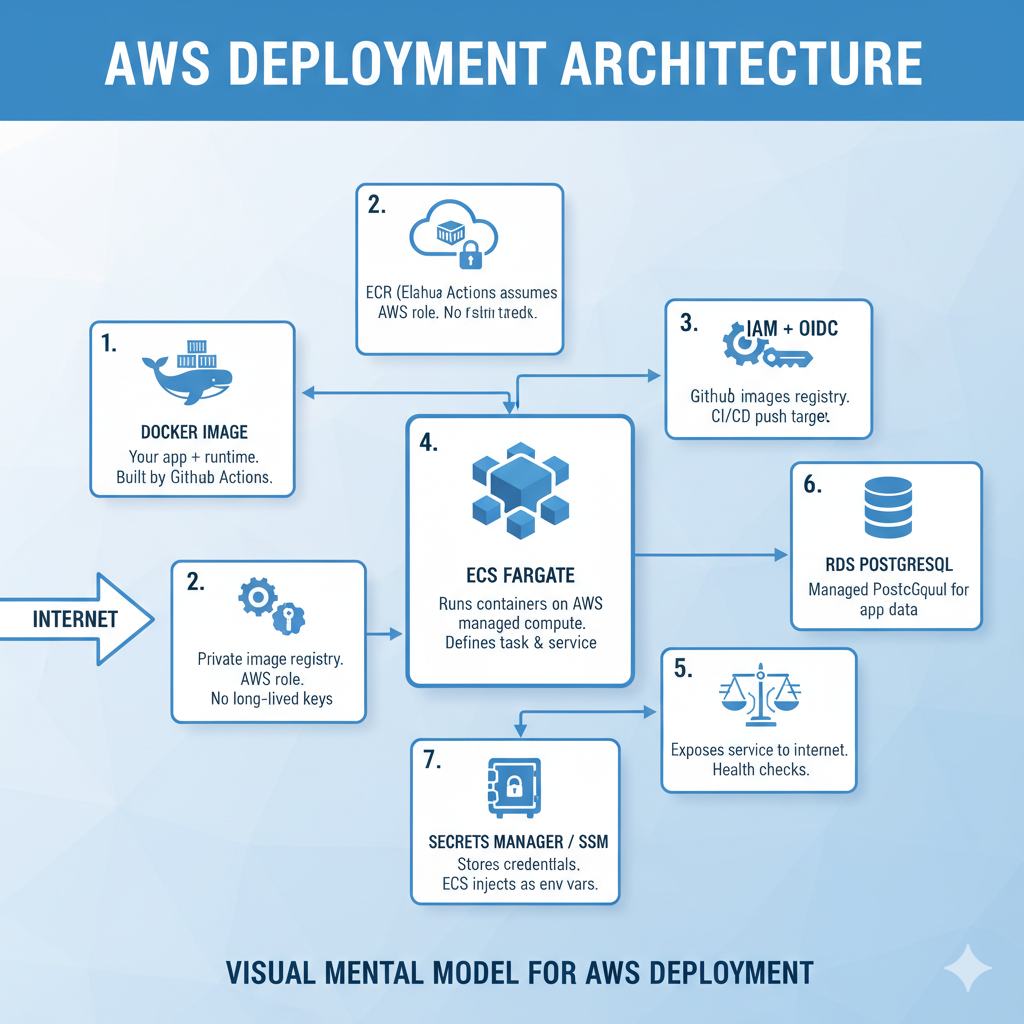 AWS DEPLOYMENT ARCHITECTURE
2.
ECR (Elahua Actions assumes
AWS role. No
1.
DOCKER IMAGE
Your app + runtime.
Built by Github Actions.
3.
IAM + OIDC
Github images registry.
CI/CD push target.
4.
ECS FARGATE
Runs containers on AWS
managed compute.
Defines task & service
6.
RDS POSTGRESQL
Managed PostcGquul for
app data
INTERNET
2.
Private image registry.
AWS role.
No long-lived keys
5.
Exposes service to internet.
Health checks.
7.
SECRETS MANAGER / SSM
Stores credentials.
ECS injects as env vars.
VISUAL MENTAL MODEL FOR AWS DEPLOYMENT